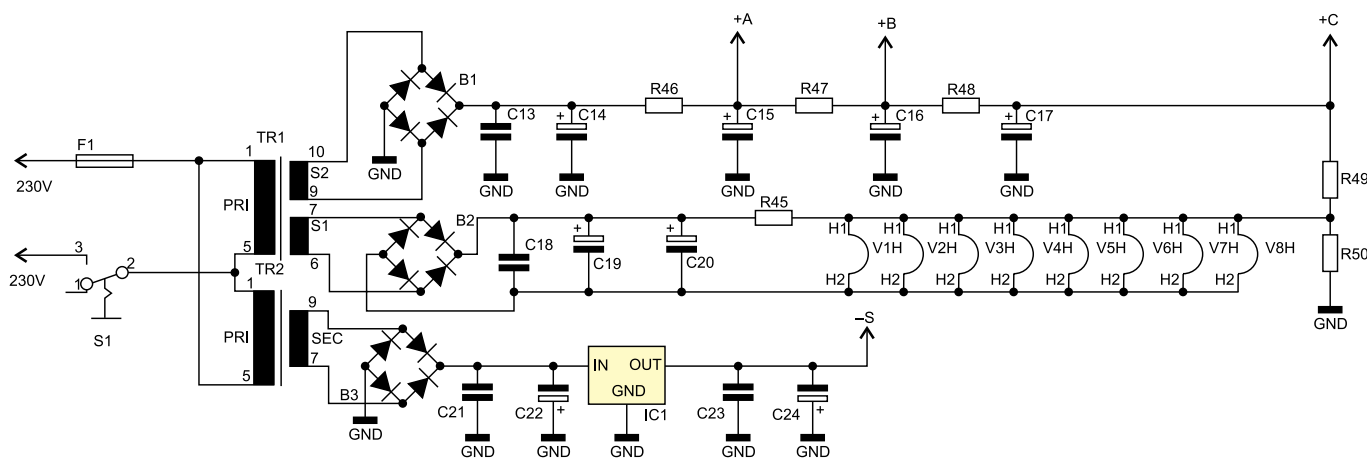 +A
+B
+C
B1
R46
R47
R48
C13
+
C14
+
C15
+
C16
+
C17
TR1
F1
1
10
S2
GND
230V
GND
GND
GND
GND
GND
9
R49
PRI
7
S1
B2
R45
C18
+
C19
+
C20
H1
H1
H1
H1
H1
H1
H1
H1
V1H
V2H
V3H
V4H
V5H
V6H
V7H
V8H
R50
3
5
TR2
6
2
230V
1
1
H2
H2
H2
H2
H2
H2
H2
H2
S1
9
GND
–S
PRI
SEC
7
IN
OUT
GND
5
B3
C21
C22
+
IC1
C23
C24
+
GND
GND
GND
GND
GND
GND